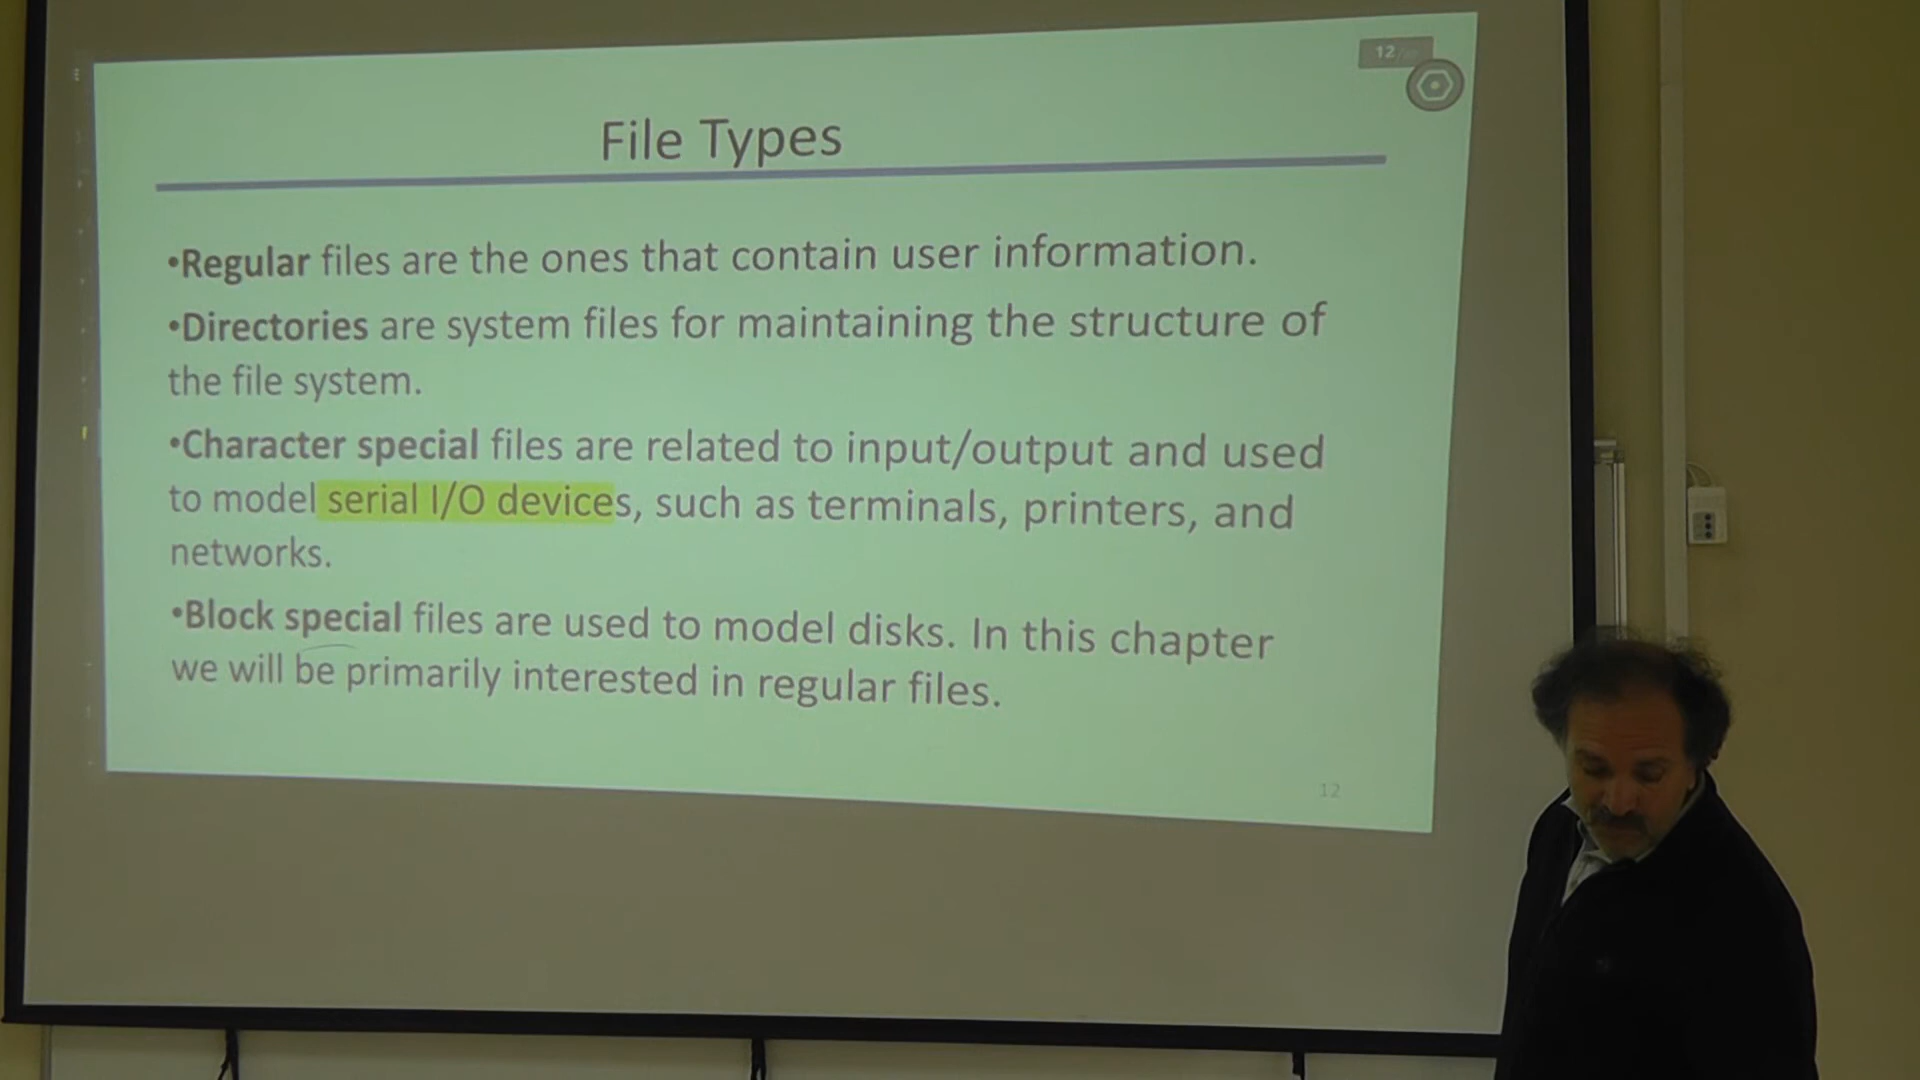 12
File Types
•Regular files are the ones that contain user information.
•Directories are system files for maintaining the structure of
the file system.
•Character special files are related to input/output and used
to model serial I/O devices, such as terminals, printers, and
networks.
•Block special files are used to model disks. In this chapter
we will be primarily interested in regular files.
12